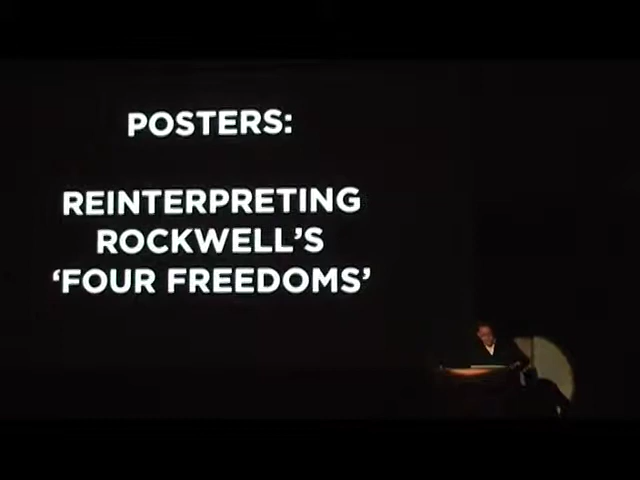 POSTERS:
REINTERPRETING
ROCKWELL’S
‘FOUR FREEDOMS’